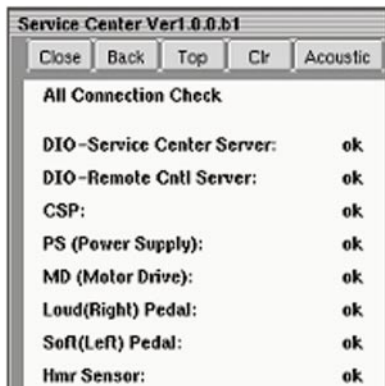 Service Center Ver1.0.0.b1
Close Back Top Clr Acoustic
All Connection Check
DIO-Service Center Server: ok
DIO-Remote Cntl Server: ok
CSP: ok
PS (Power Supply): ok
MD (Motor Drive): ok
Loud(Right) Pedal: ok
Soft(Left) Pedal: ok
Hmr Sensor: ok